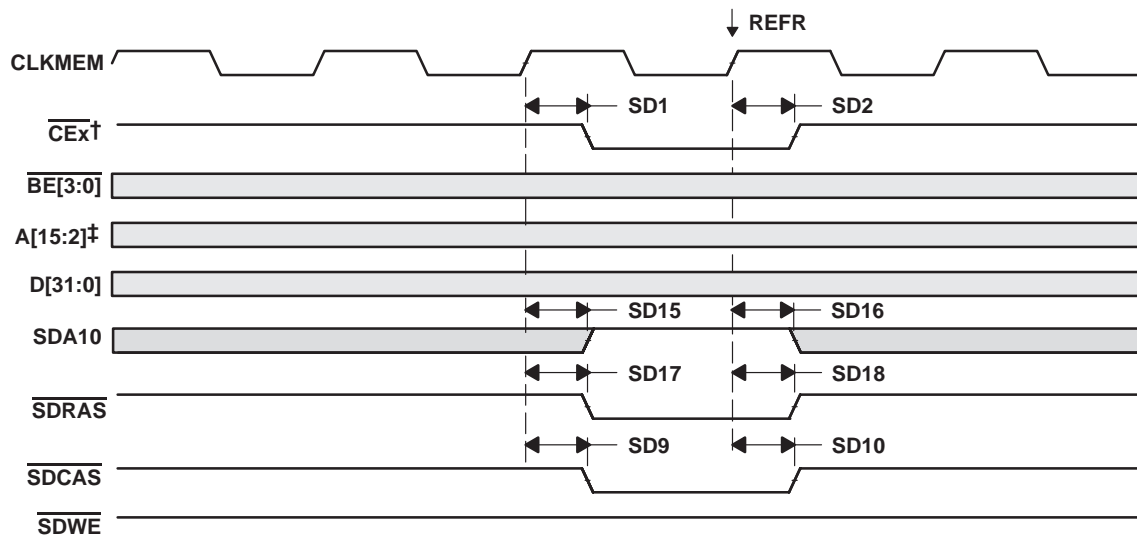 REFR
CLKMEM
SD1 SD2
CEx†
BE[3:0]
A[15:2]‡
D[31:0]
SD15 SD16
SDA10
SD17 SD18
SDRAS
SD9 SD10
SDCAS
SDWE